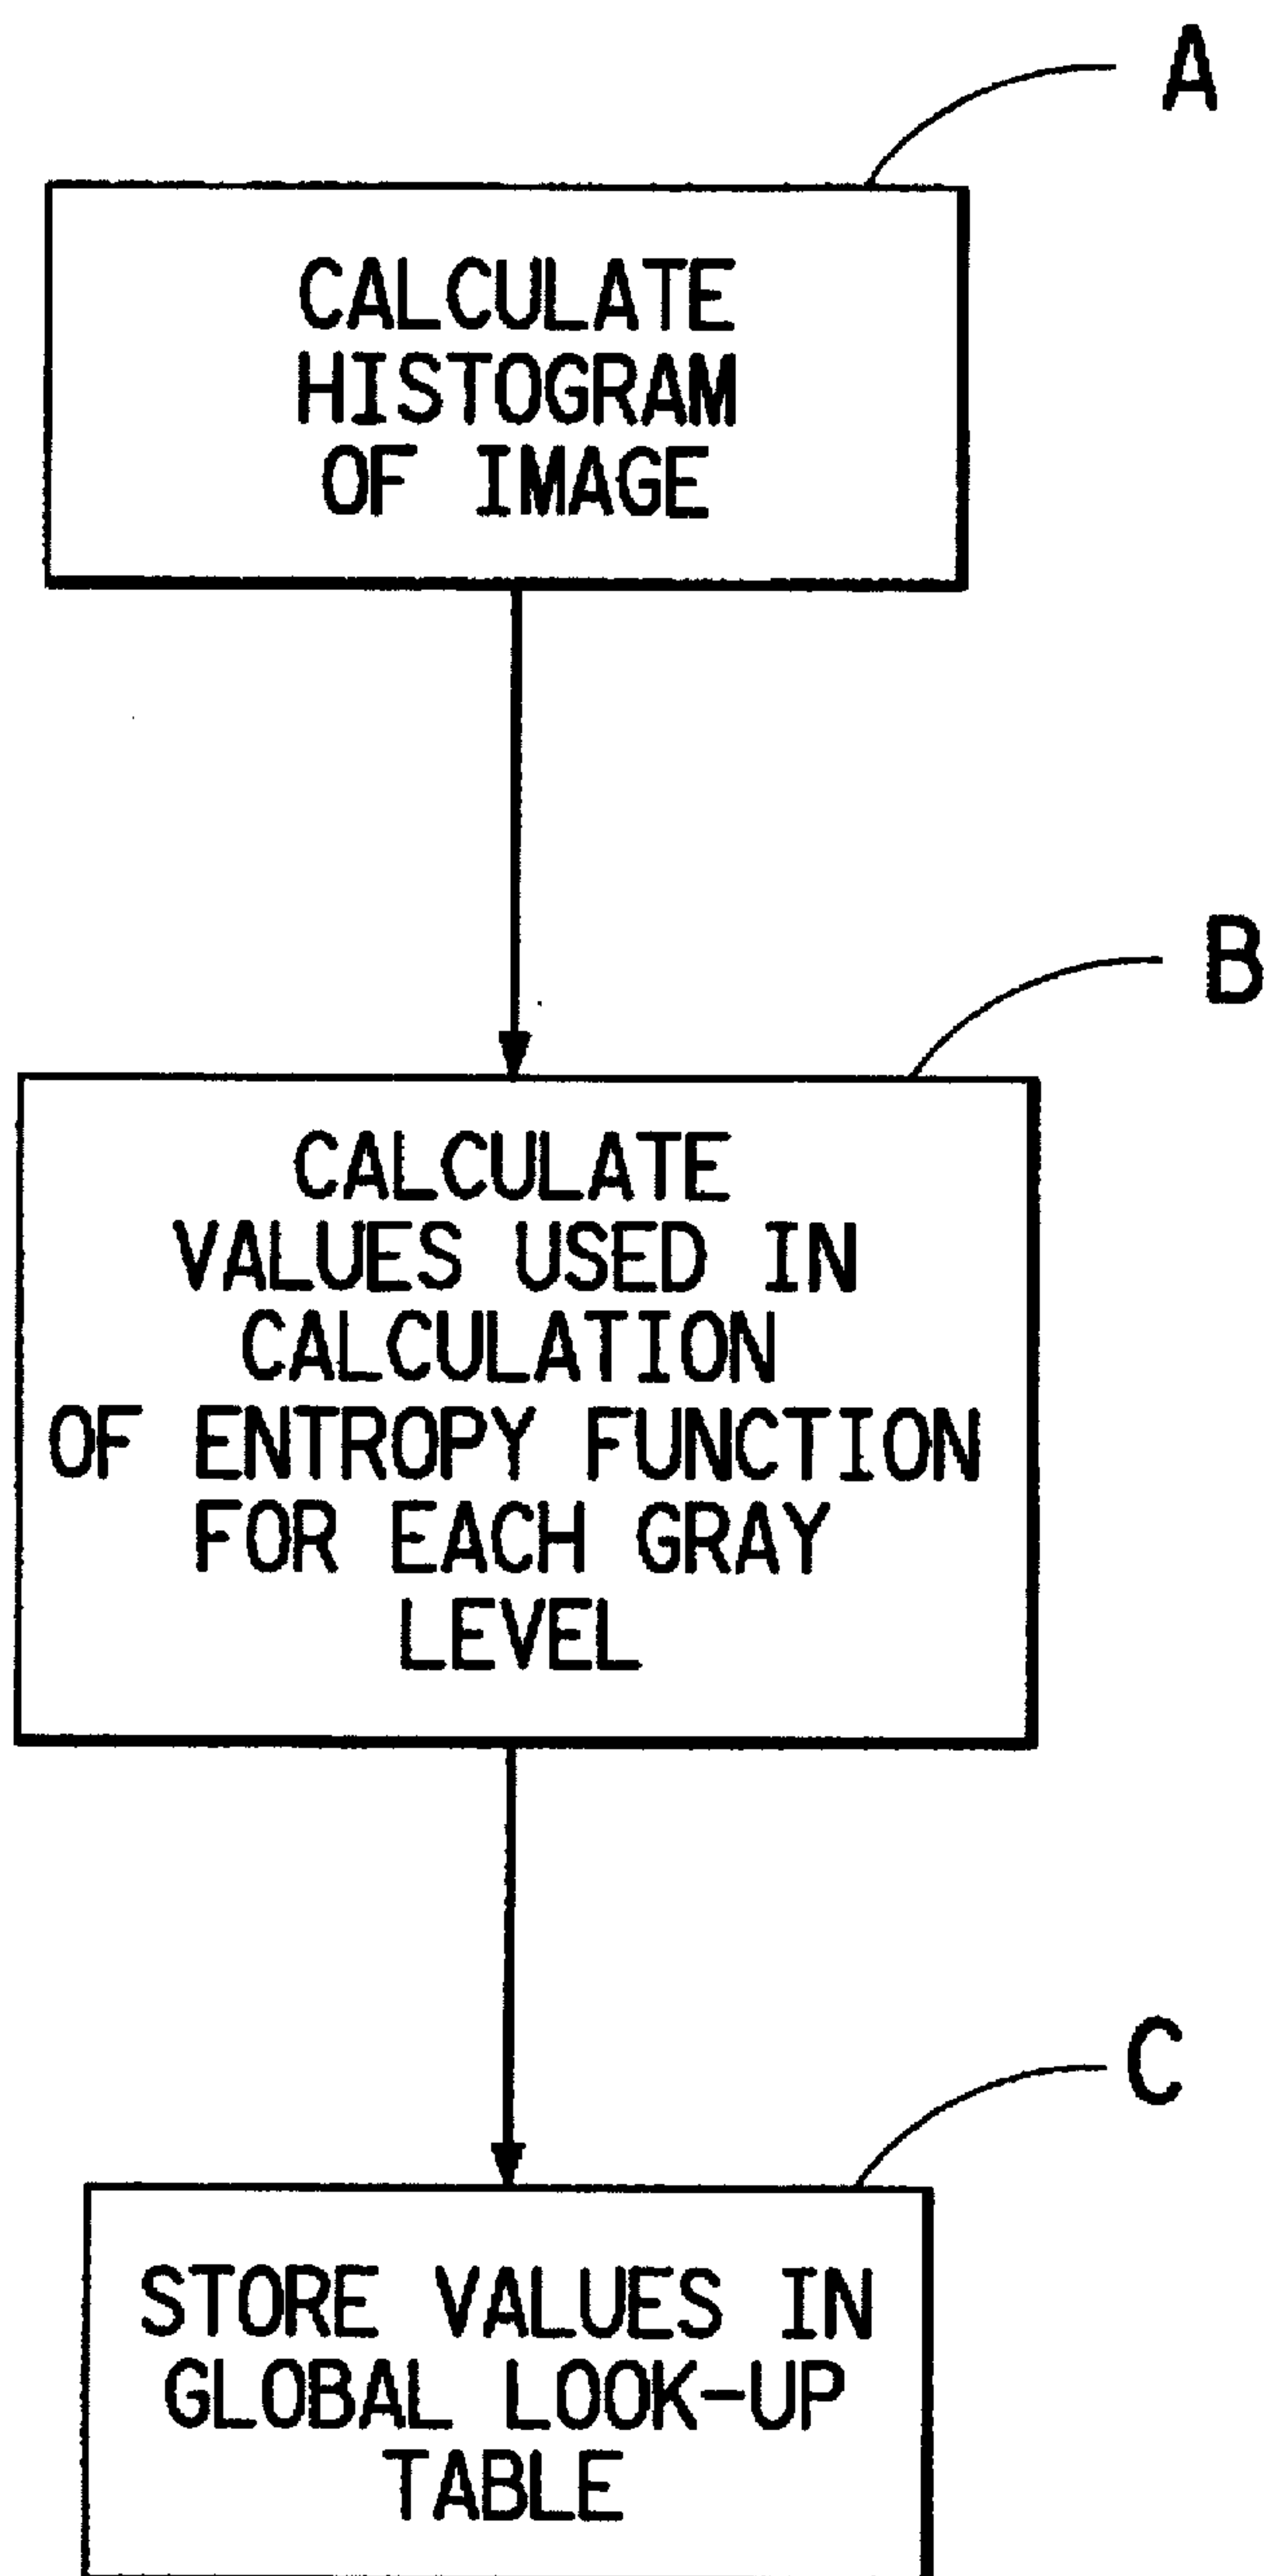 A
CALCULATE
HISTOGRAM
OF IMAGE
B
CALCULATE
VALUES USED IN
CALCULATION
OF ENTROPY FUNCTION
FOR EACH GRAY
LEVEL
C
STORE VALUES IN
GLOBAL LOOK-UP
TABLE